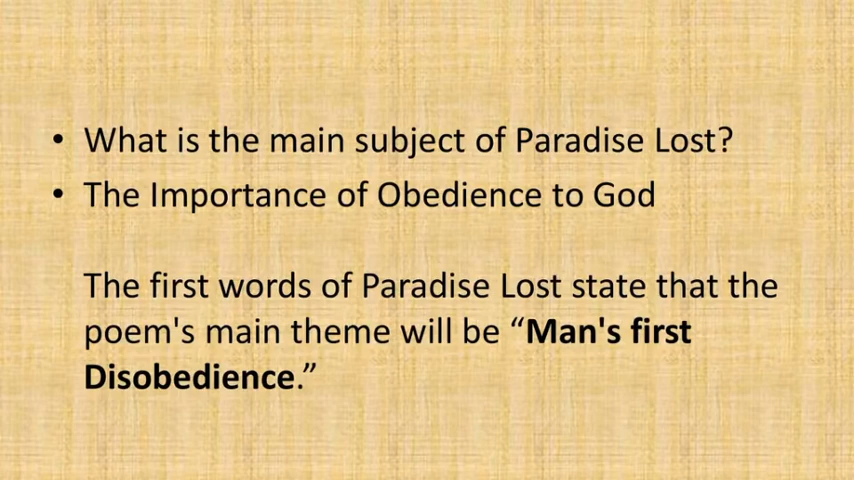 • What is the main subject of Paradise Lost?
• The Importance of Obedience to God
The first words of Paradise Lost state that the
poem's main theme will be “Man's first
Disobedience.”